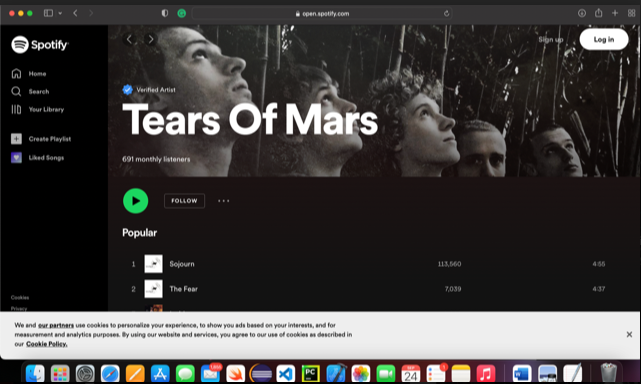 open.spotify.com
Spotify
Sign up
Log in
Home
Search
Your Library
Create Playlist
Liked Songs
Verified Artist
Tears Of Mars
691 monthly listeners
FOLLOW
Popular
1 Sojourn 113,560 4:55
2 The Fear 7,039 4:37
Cookies
Privacy
We and our partners use cookies to personalize your experience, to show you ads based on your interests, and for
measurement and analytics purposes. By using our website and services, you agree to our use of cookies as described in
our Cookie Policy.
PC
24